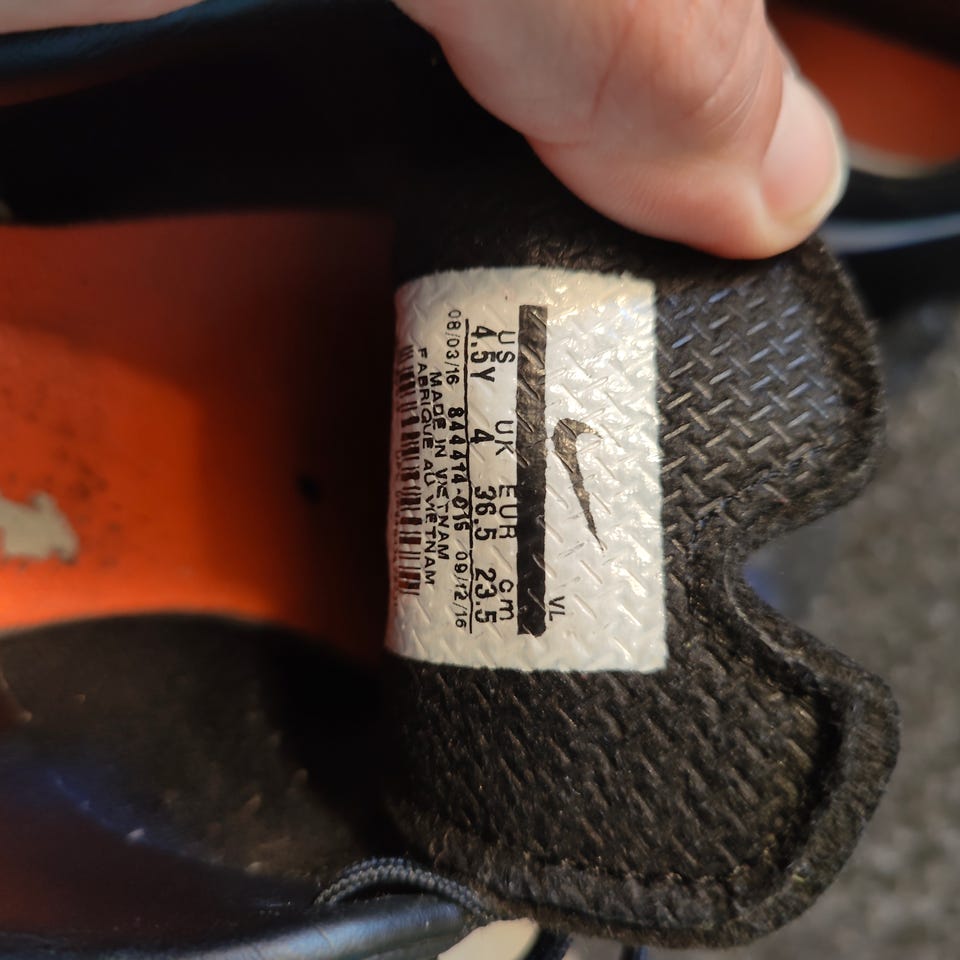 VL
US UK EUR cm
4.5Y 4 36.5 23.5
08/03/16 844414-015 09/12/16
MADE IN VIETNAM
FABRIQUE AU VIETNAM